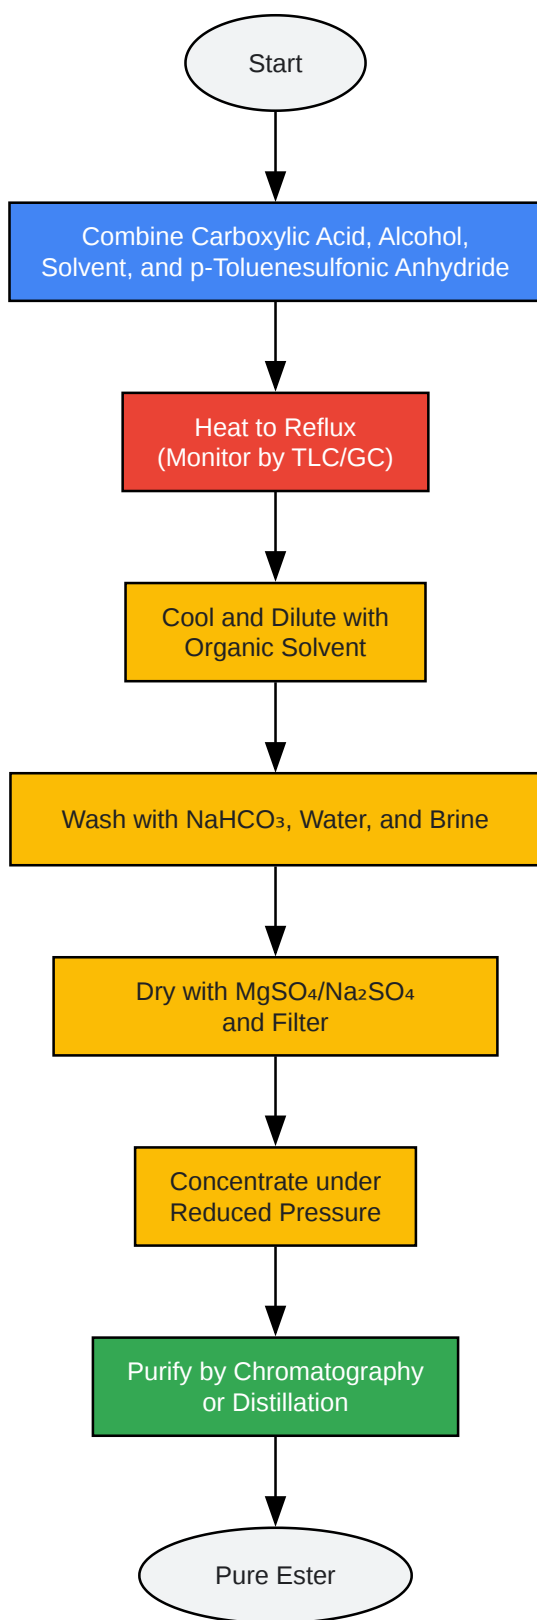 Start
Combine Carboxylic Acid, Alcohol,
Solvent, and p-Toluenesulfonic Anhydride
Heat to Reflux
(Monitor by TLC/GC)
Cool and Dilute with
Organic Solvent
Wash with NaHCO₃, Water, and Brine
Dry with MgSO₄/Na₂SO₄
and Filter
Concentrate under
Reduced Pressure
Purify by Chromatography
or Distillation
Pure Ester